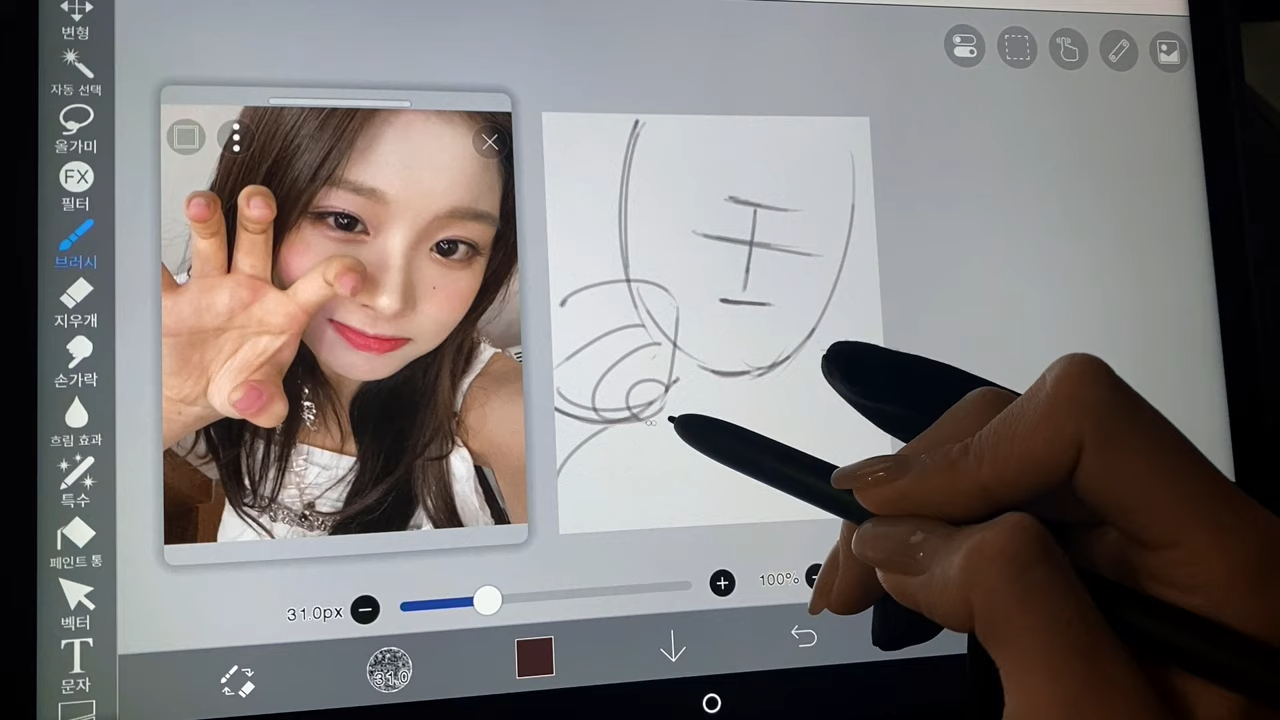 변형
자동 선택
올가미
FX
필터
브러시
지우개
손가락
흐림 효과
특수
페인트 통
벡터
T
문자
31.0px
100%
31.0